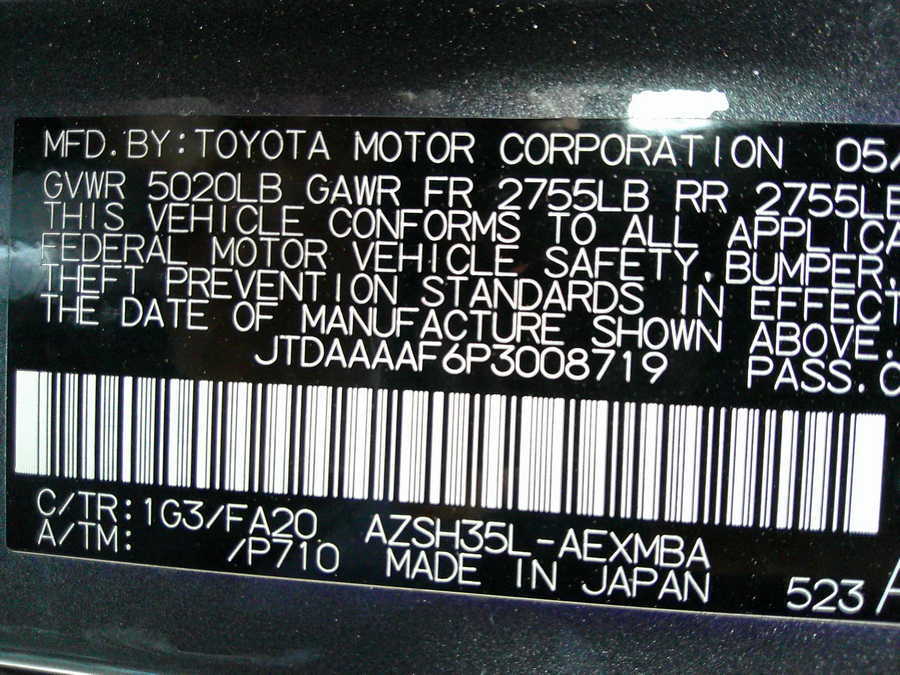 MFD. BY: TOYOTA MOTOR CORPORATION 05/
GVWR 5020LB GAWR FR 2755LB RR 2755LB
THIS VEHICLE CONFORMS TO ALL APPLICA
FEDERAL MOTOR VEHICLE SAFETY, BUMPER,
THEFT PREVENTION STANDARDS IN EFFECT
THE DATE OF MANUFACTURE SHOWN ABOVE.
JTDAAAAF6P3008719 PASS.C
C/TR: 1G3/FA20 AZSH35L-AEXMBA
A/TM: /P710 MADE IN JAPAN 523 A